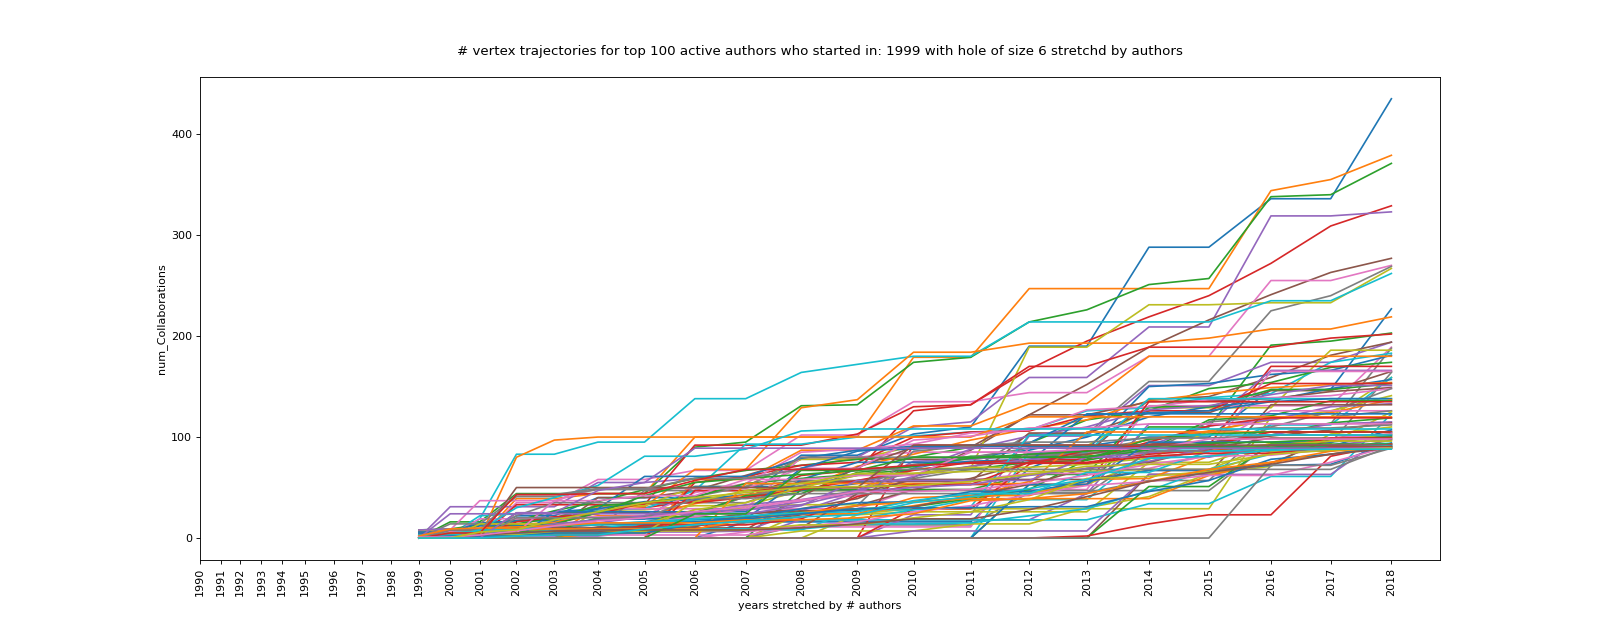 # vertex trajectories for top 100 active authors who started in: 1999 with hole of size 6 stretchd by authors
num_Collaborations
400
300
200
100
0
1990 1991 1992 1993 1994 1995 1996 1997 1998 1999 2000 2001 2002 2003 2004 2005 2006 2007 2008 2009 2010 2011 2012 2013 2014 2015 2016 2017 2018
years stretched by # authors